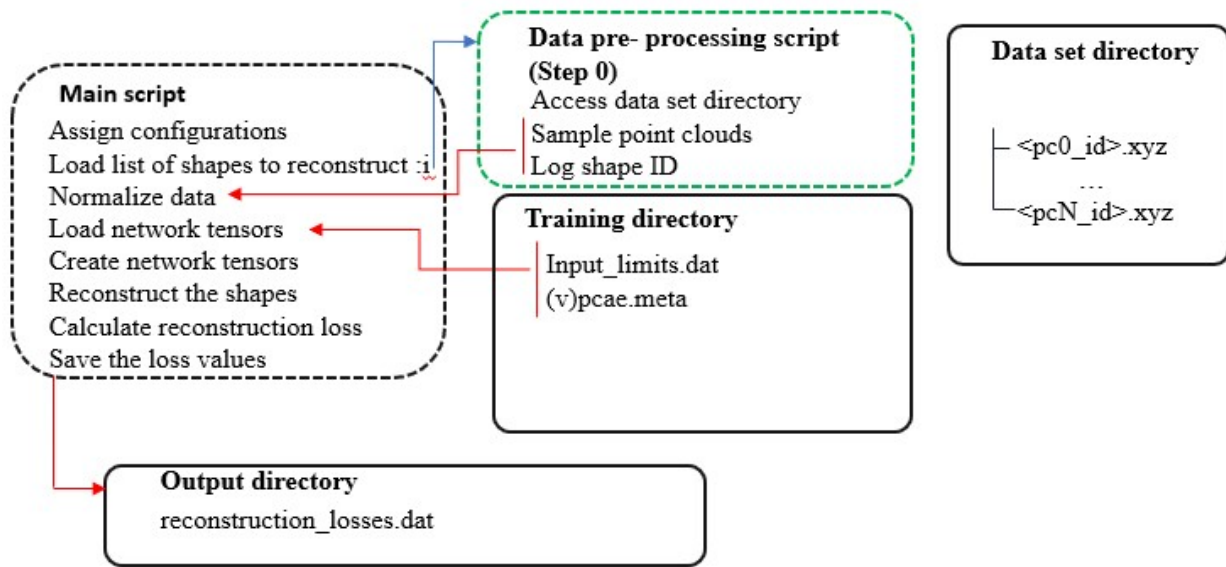 Main script
Assign configurations
Load list of shapes to reconstruct :i
Normalize data
Load network tensors
Create network tensors
Reconstruct the shapes
Calculate reconstruction loss
Save the loss values
Data pre- processing script
(Step 0)
Access data set directory
Sample point clouds
Log shape ID
Training directory
Input_limits.dat
(v)pcae.meta
Data set directory
<pc0_id>.xyz
...
<pcN_id>.xyz
Output directory
reconstruction_losses.dat